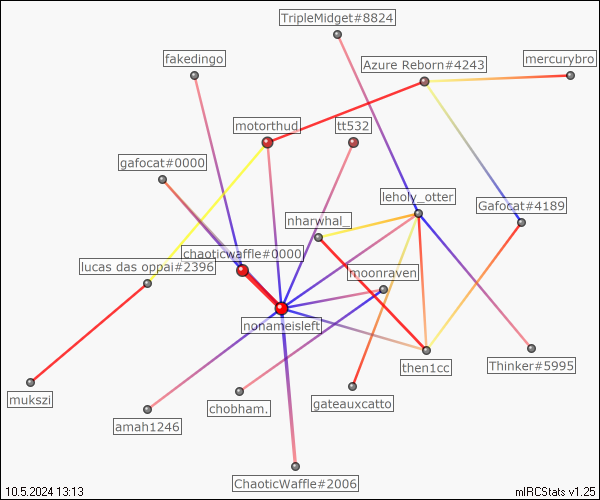 TripleMidget#8824
fakedingo
Azure Reborn#4243
mercurybro
motorthud
tt532
gafocat#0000
leholy_otter
Gafocat#4189
nharwhal_
chaoticwaffle#0000
lucas das oppai#2396
moonraven
nonameisleft
then1cc
Thinker#5995
mukszi
chobham.
gateauxcatto
amah1246
ChaoticWaffle#2006
10.5.2024 13:13
mIRCStats v1.25